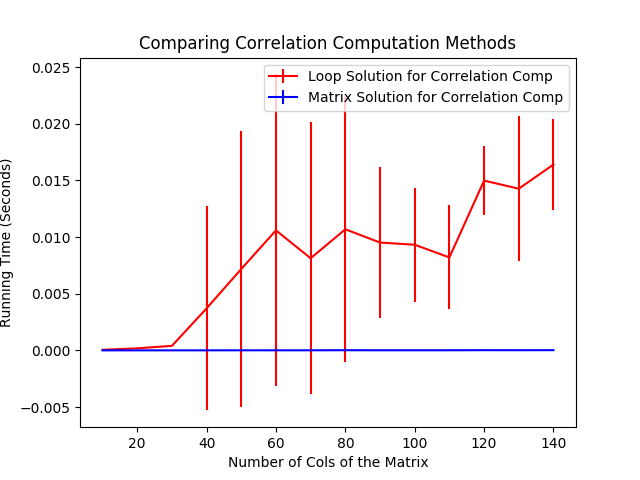 Comparing Correlation Computation Methods
Loop Solution for Correlation Comp
Matrix Solution for Correlation Comp
Running Time (Seconds)
0.025
0.020
0.015
0.010
0.005
0.000
−0.005
20 40 60 80 100 120 140
Number of Cols of the Matrix